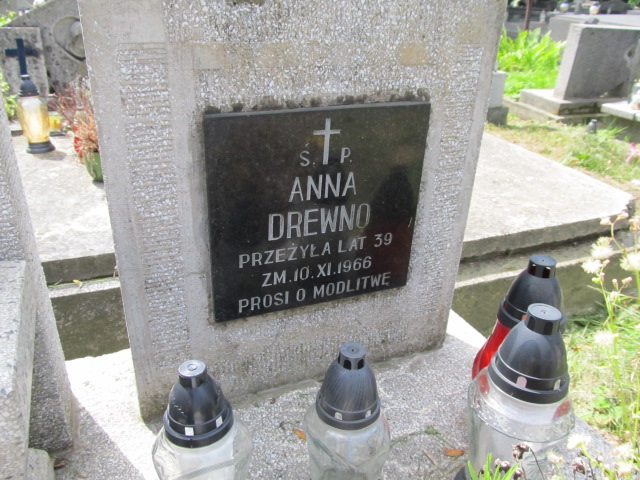 Ś. P.
ANNA
DREWNO
PRZEŻYŁA LAT 39
ZM. 10. XI. 1966
PROSI O MODLITWĘ